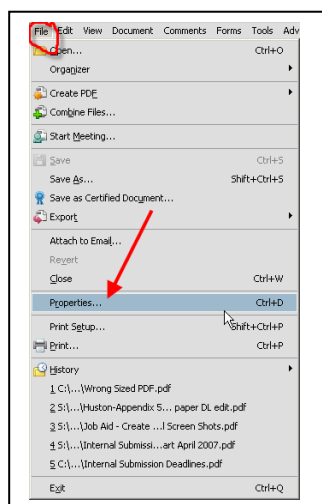 File Edit View Document Comments Forms Tools Adv
Open... Ctrl+O
Organizer
Create PDF
Combine Files...
Start Meeting...
Save Ctrl+S
Save As... Shift+Ctrl+S
Save as Certified Document...
Export
Attach to Email...
Revert
Close Ctrl+W
Properties... Ctrl+D
Print Setup... Shift+Ctrl+P
Print... Ctrl+P
History
1 C:\...\Wrong Sized PDF.pdf
2 S:\...\Huston-Appendix 5... paper DL edit.pdf
3 S:\...\Job Aid - Create ...l Screen Shots.pdf
4 S:\...\Internal Submissi...art April 2007.pdf
5 C:\...\Internal Submission Deadlines.pdf
Exit Ctrl+Q